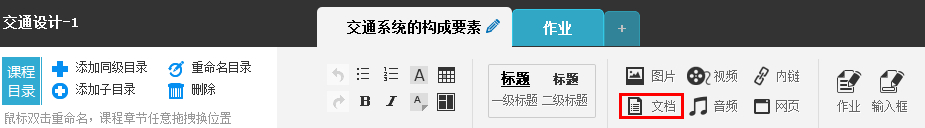 交通设计-1
交通系统的构成要素
作业
+
课程
目录
添加同级目录
重命名目录
添加子目录
删除
鼠标双击重命名，课程章节任意拖拽换位置
A
B I A
标题 标题
一级标题 二级标题
图片 视频 内链
文档 音频 网页
作业 输入框